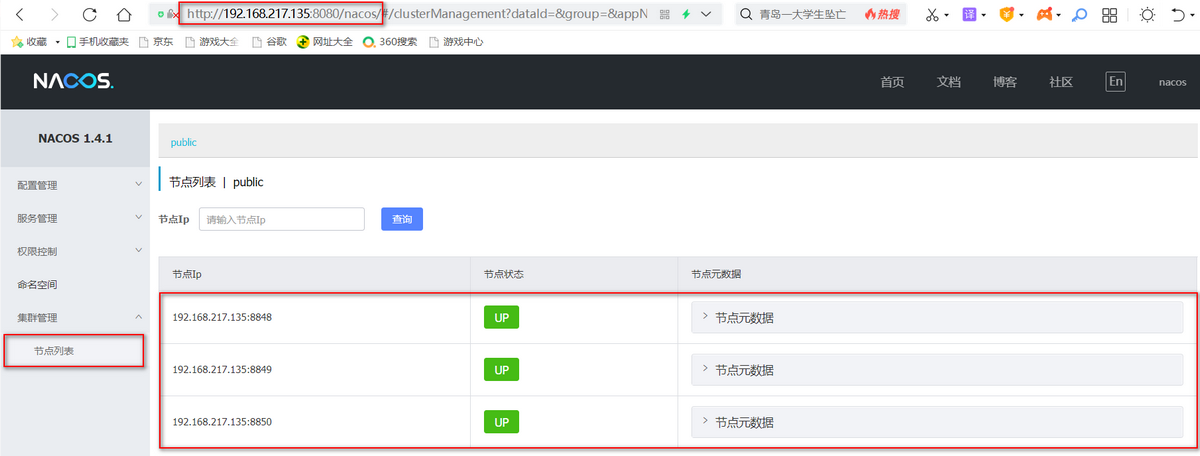 http://192.168.217.135:8080/nacos/#/clusterManagement?dataId=&group=&appN
青岛一大学生坠亡 热搜
译
收藏 手机收藏夹 京东 游戏大全 谷歌 网址大全 360搜索 游戏中心
NACOS.
首页 文档 博客 社区 En nacos
NACOS 1.4.1
配置管理
服务管理
权限控制
命名空间
集群管理
节点列表
public
节点列表 | public
节点Ip 请输入节点Ip 查询
节点Ip 节点状态 节点元数据
192.168.217.135:8848 UP 节点元数据
192.168.217.135:8849 UP 节点元数据
192.168.217.135:8850 UP 节点元数据